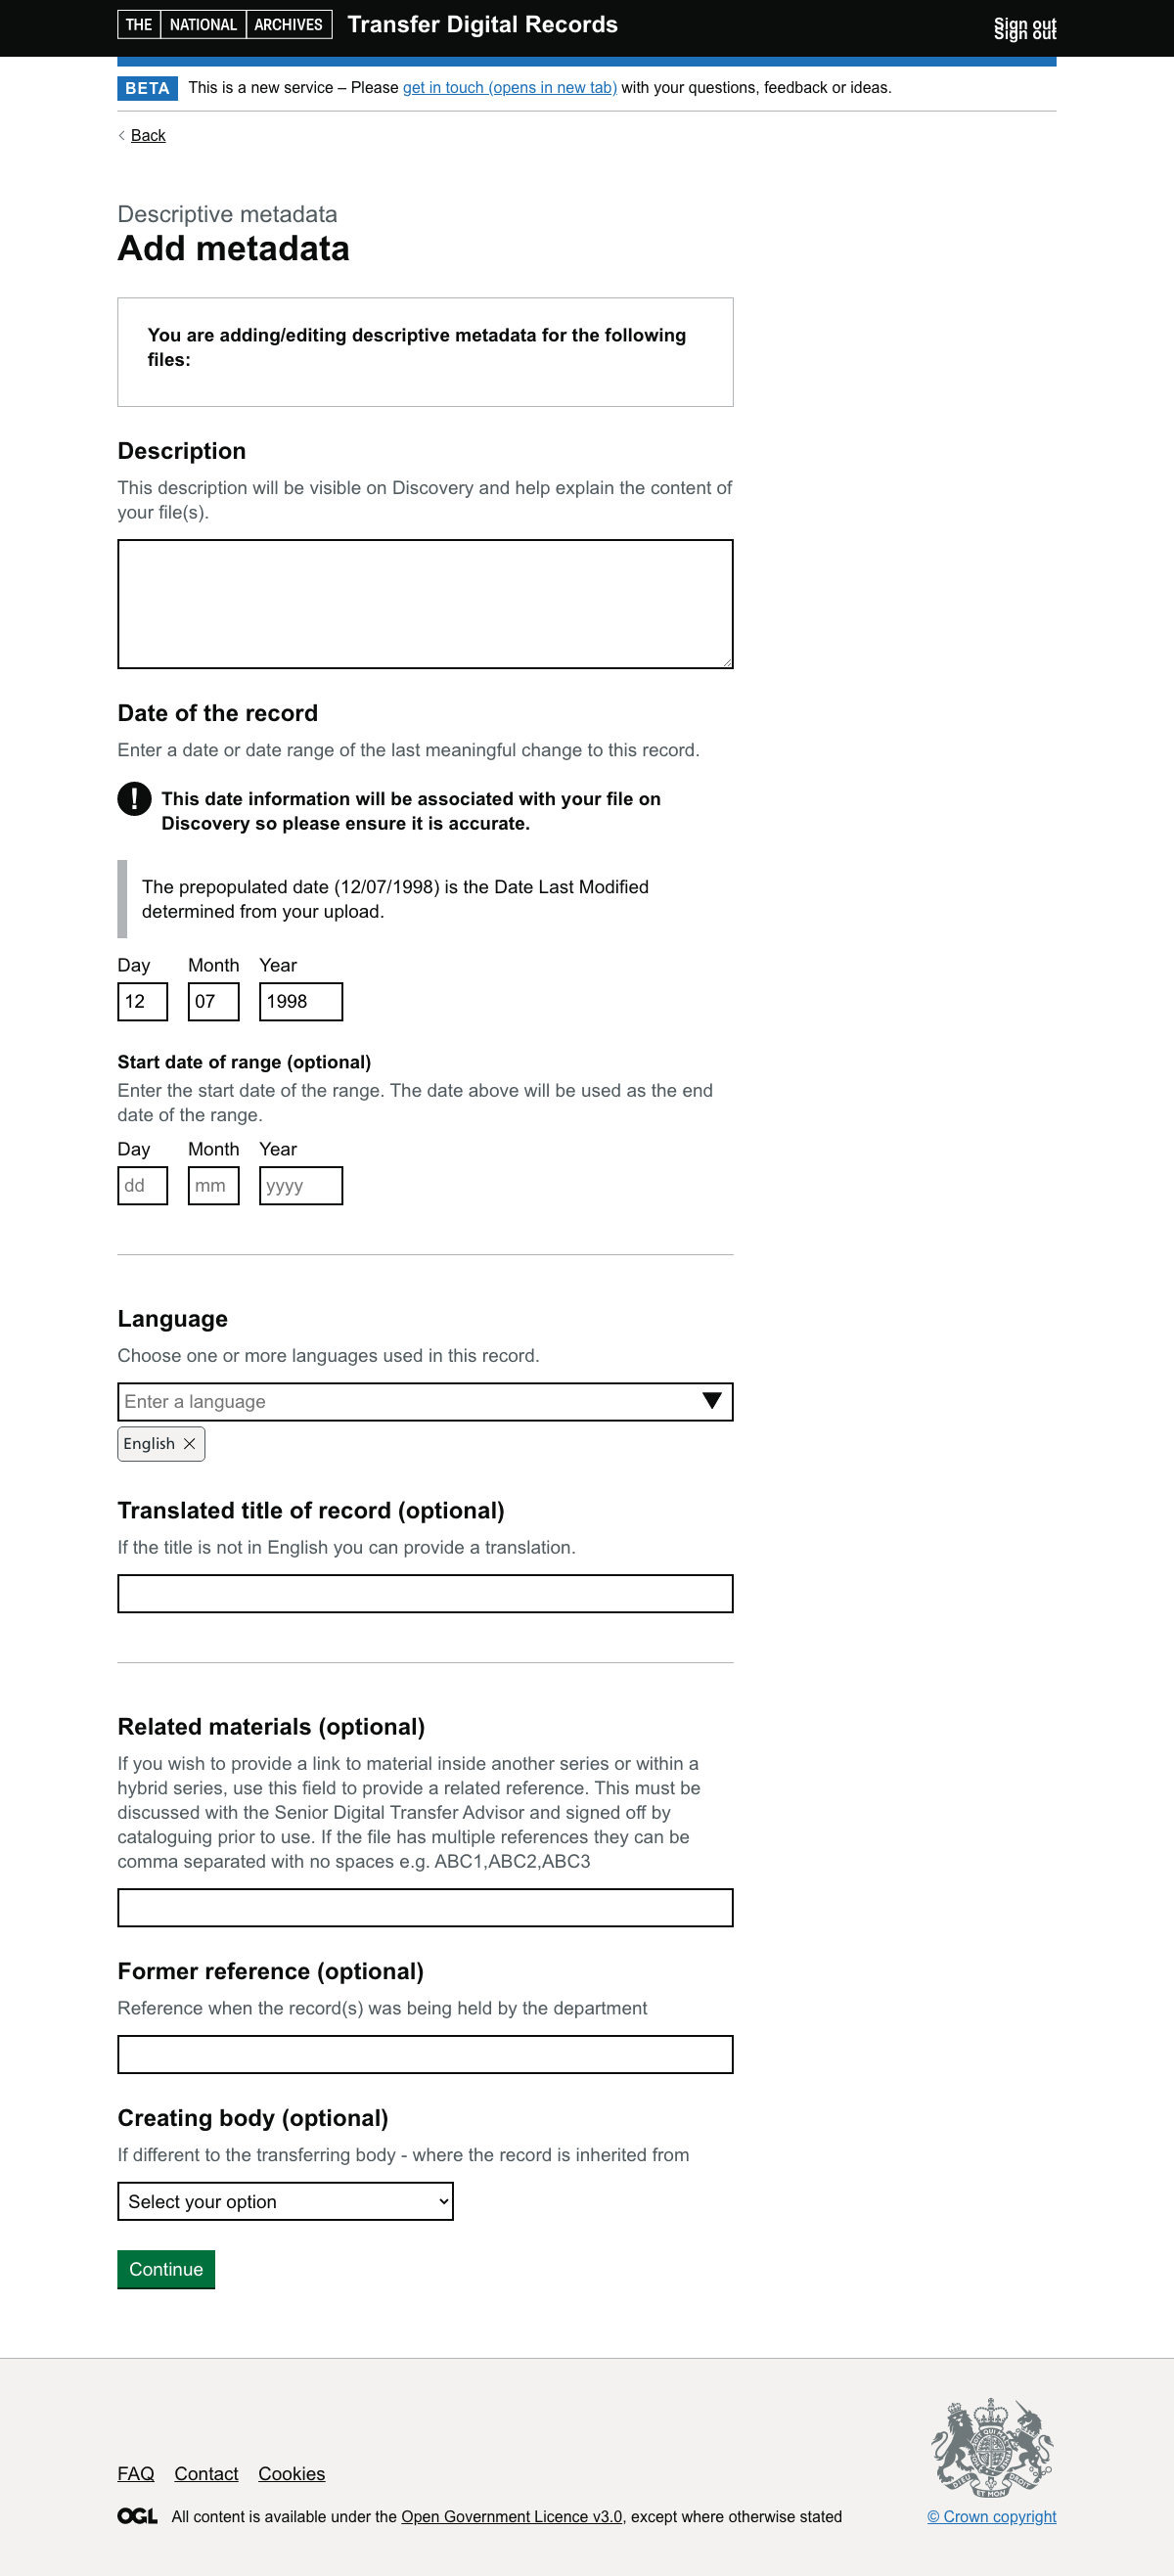 THE NATIONAL ARCHIVES Transfer Digital Records
Sign out
Sign out
BETA This is a new service – Please get in touch (opens in new tab) with your questions, feedback or ideas.
Back
Descriptive metadata
Add metadata
You are adding/editing descriptive metadata for the following
files:
Description
This description will be visible on Discovery and help explain the content of
your file(s).
Date of the record
Enter a date or date range of the last meaningful change to this record.
! This date information will be associated with your file on
Discovery so please ensure it is accurate.
The prepopulated date (12/07/1998) is the Date Last Modified
determined from your upload.
Day Month Year
12 07 1998
Start date of range (optional)
Enter the start date of the range. The date above will be used as the end
date of the range.
Day Month Year
dd mm yyyy
Language
Choose one or more languages used in this record.
Enter a language
English
Translated title of record (optional)
If the title is not in English you can provide a translation.
Related materials (optional)
If you wish to provide a link to material inside another series or within a
hybrid series, use this field to provide a related reference. This must be
discussed with the Senior Digital Transfer Advisor and signed off by
cataloguing prior to use. If the file has multiple references they can be
comma separated with no spaces e.g. ABC1,ABC2,ABC3
Former reference (optional)
Reference when the record(s) was being held by the department
Creating body (optional)
If different to the transferring body - where the record is inherited from
Select your option
Continue
FAQ Contact Cookies
OGL All content is available under the Open Government Licence v3.0, except where otherwise stated
DIEU ET MON DROIT
© Crown copyright